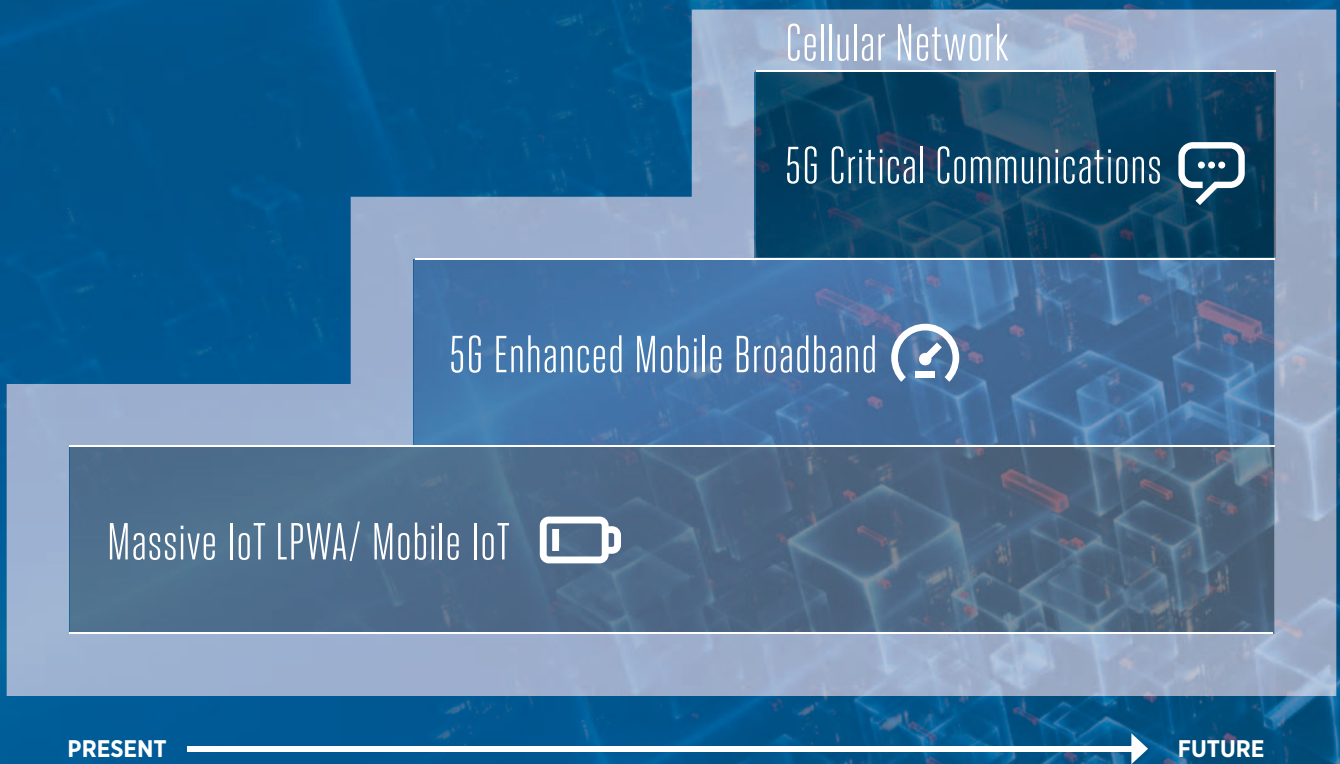 Cellular Network
5G Critical Communications
5G Enhanced Mobile Broadband
Massive IoT LPWA/ Mobile IoT
PRESENT
FUTURE